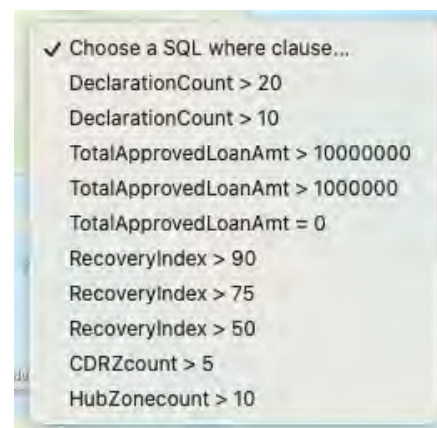 ✓ Choose a SQL where clause...
DeclarationCount > 20
DeclarationCount > 10
TotalApprovedLoanAmt > 10000000
TotalApprovedLoanAmt > 1000000
TotalApprovedLoanAmt = 0
RecoveryIndex > 90
RecoveryIndex > 75
RecoveryIndex > 50
CDRZcount > 5
HubZonecount > 10